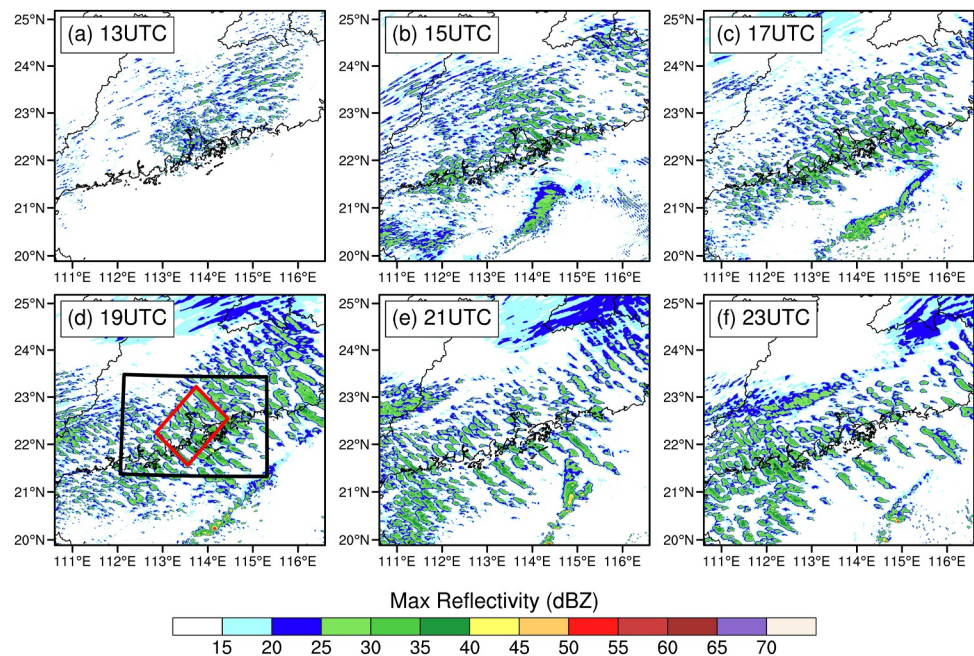 (a) 13UTC
25°N
24°N
23°N
22°N
21°N
20°N
111°E 112°E 113°E 114°E 115°E 116°E
(b) 15UTC
25°N
24°N
23°N
22°N
21°N
20°N
111°E 112°E 113°E 114°E 115°E 116°E
(c) 17UTC
25°N
24°N
23°N
22°N
21°N
20°N
111°E 112°E 113°E 114°E 115°E 116°E
(d) 19UTC
25°N
24°N
23°N
22°N
21°N
20°N
111°E 112°E 113°E 114°E 115°E 116°E
(e) 21UTC
25°N
24°N
23°N
22°N
21°N
20°N
111°E 112°E 113°E 114°E 115°E 116°E
(f) 23UTC
25°N
24°N
23°N
22°N
21°N
20°N
111°E 112°E 113°E 114°E 115°E 116°E
Max Reflectivity (dBZ)
15 20 25 30 35 40 45 50 55 60 65 70